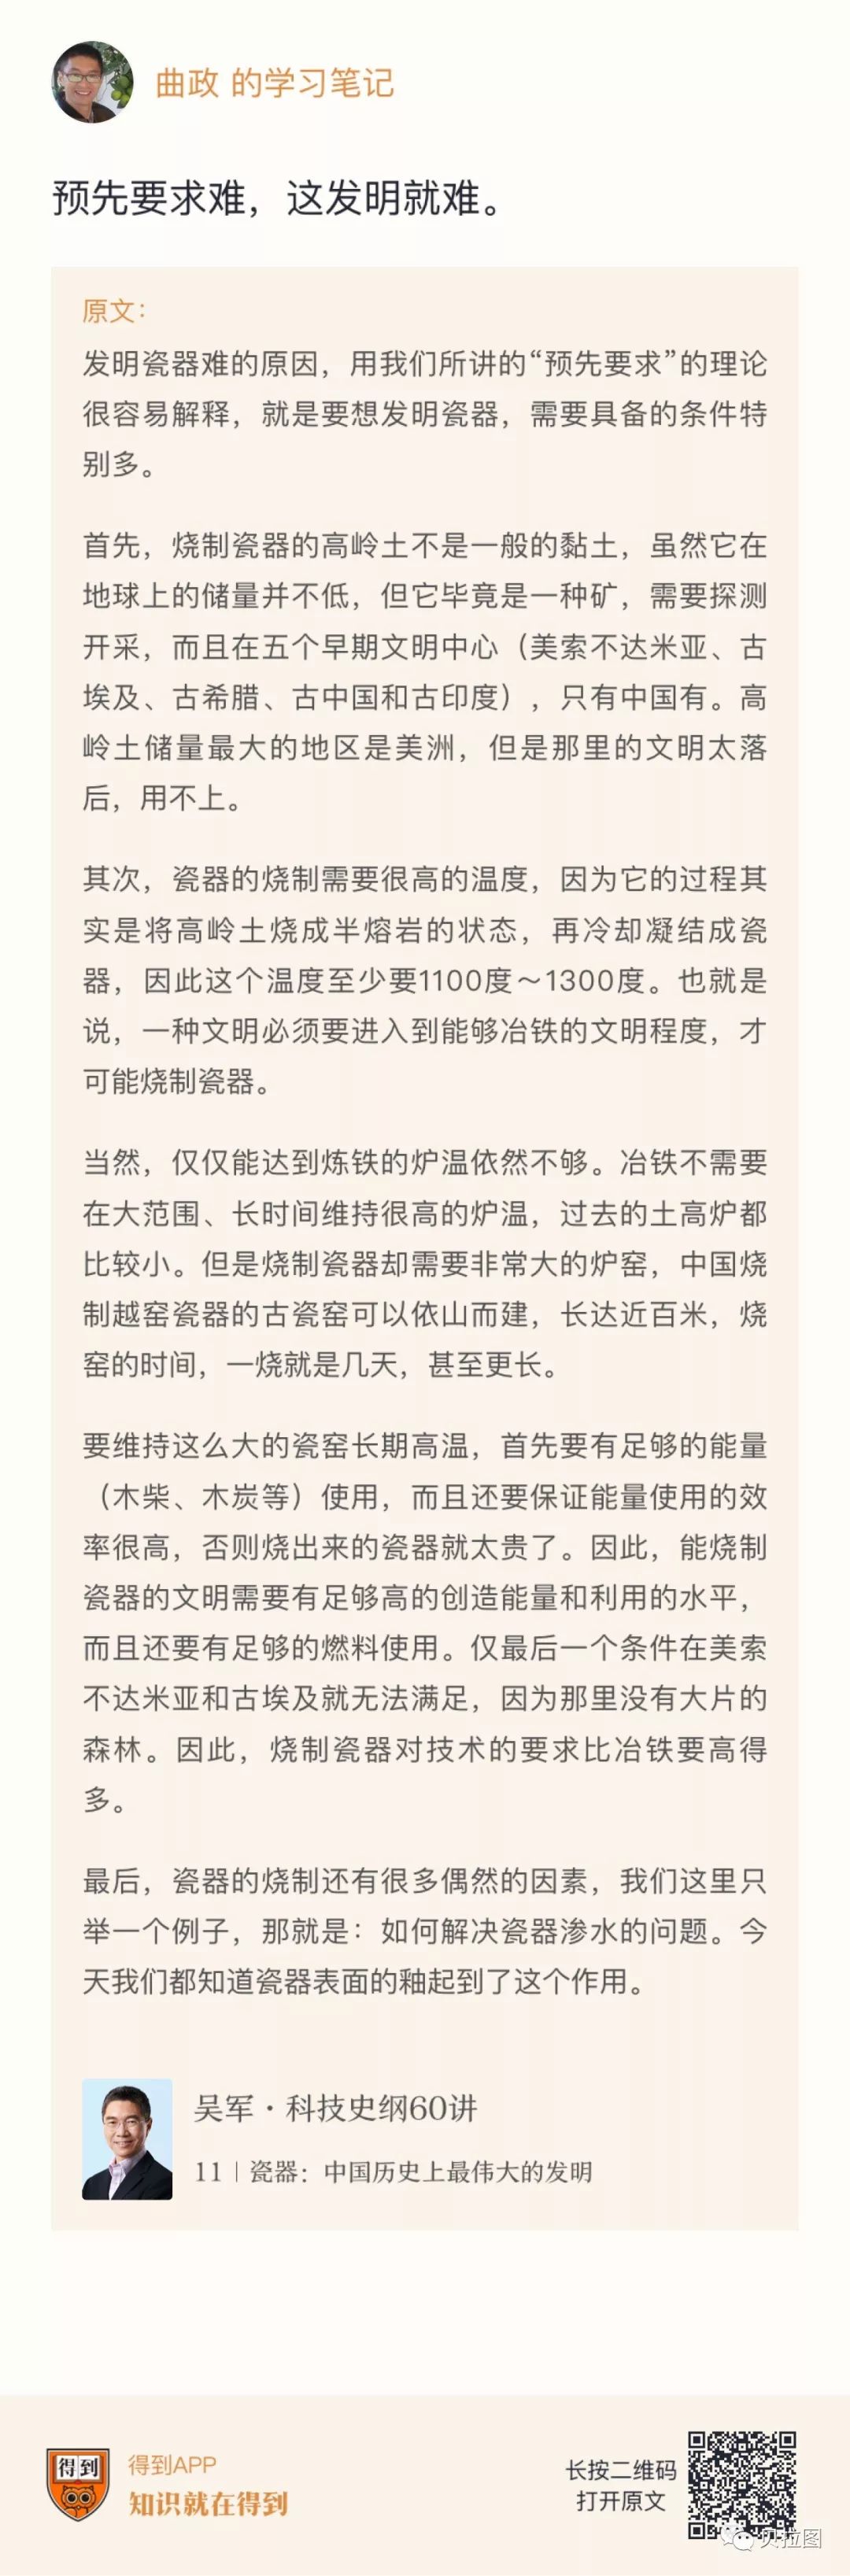 曲政 的学习笔记
预先要求难，这发明就难。
原文：
发明瓷器难的原因，用我们所讲的“预先要求”的理论
很容易解释，就是要想发明瓷器，需要具备的条件特
别多。
首先，烧制瓷器的高岭土不是一般的黏土，虽然它在
地球上的储量并不低，但它毕竟是一种矿，需要探测
开采，而且在五个早期文明中心（美索不达米亚、古
埃及、古希腊、古中国和古印度），只有中国有。高
岭土储量最大的地区是美洲，但是那里的文明太落
后，用不上。
其次，瓷器的烧制需要很高的温度，因为它的过程其
实是将高岭土烧成半熔岩的状态，再冷却凝结成瓷
器，因此这个温度至少要1100度～1300度。也就是
说，一种文明必须要进入到能够冶铁的文明程度，才
可能烧制瓷器。
当然，仅仅能达到炼铁的炉温依然不够。冶铁不需要
在大范围、长时间维持很高的炉温，过去的土高炉都
比较小。但是烧制瓷器却需要非常大的炉窑，中国烧
制越窑瓷器的古瓷窑可以依山而建，长达近百米，烧
窑的时间，一烧就是几天，甚至更长。
要维持这么大的瓷窑长期高温，首先要有足够的能量
（木柴、木炭等）使用，而且还要保证能量使用的效
率很高，否则烧出来的瓷器就太贵了。因此，能烧制
瓷器的文明需要有足够高的创造能量和利用的水平，
而且还要有足够的燃料使用。仅最后一个条件在美索
不达米亚和古埃及就无法满足，因为那里没有大片的
森林。因此，烧制瓷器对技术的要求比冶铁要高得
多。
最后，瓷器的烧制还有很多偶然的因素，我们这里只
举一个例子，那就是：如何解决瓷器渗水的问题。今
天我们都知道瓷器表面的釉起到了这个作用。
吴军·科技史纲60讲
11｜瓷器：中国历史上最伟大的发明
得到
得到APP
知识就在得到
长按二维码
打开原文
贝拉图